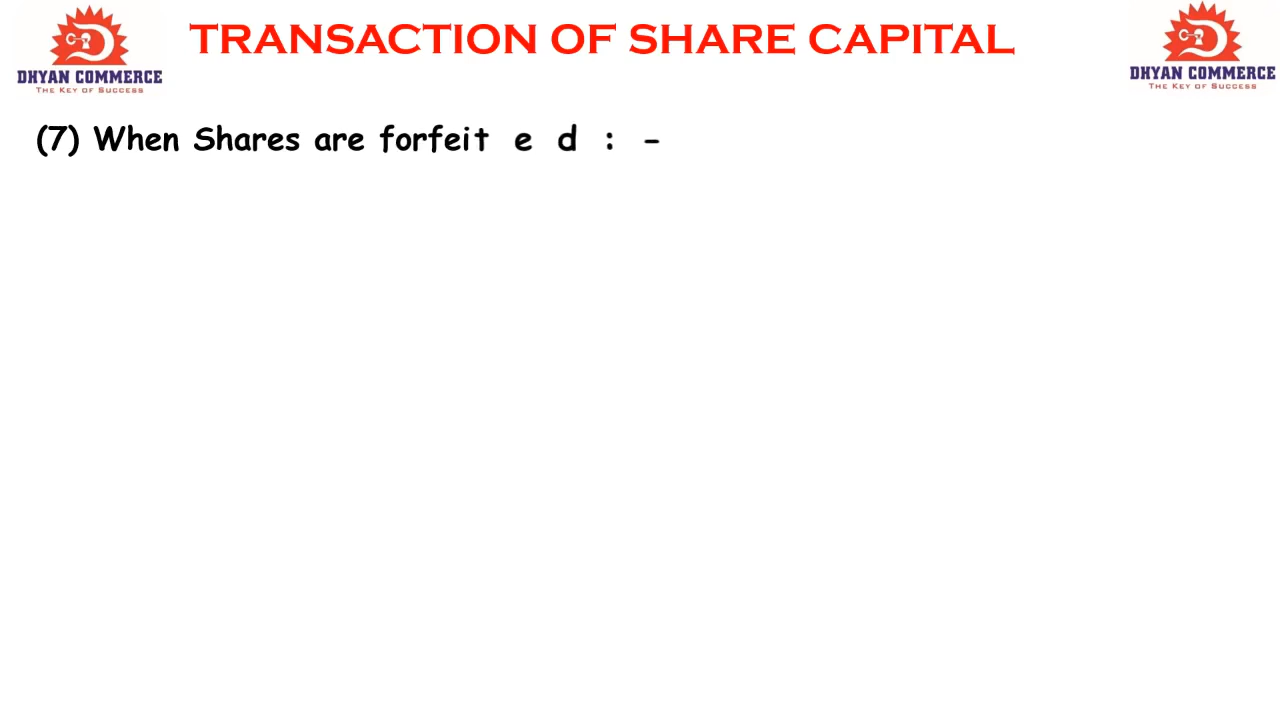 TRANSACTION OF SHARE CAPITAL
DHYAN COMMERCE
THE KEY OF SUCCESS
DHYAN COMMERCE
THE KEY OF SUCCESS
(7) When Shares are forfeit e d : -